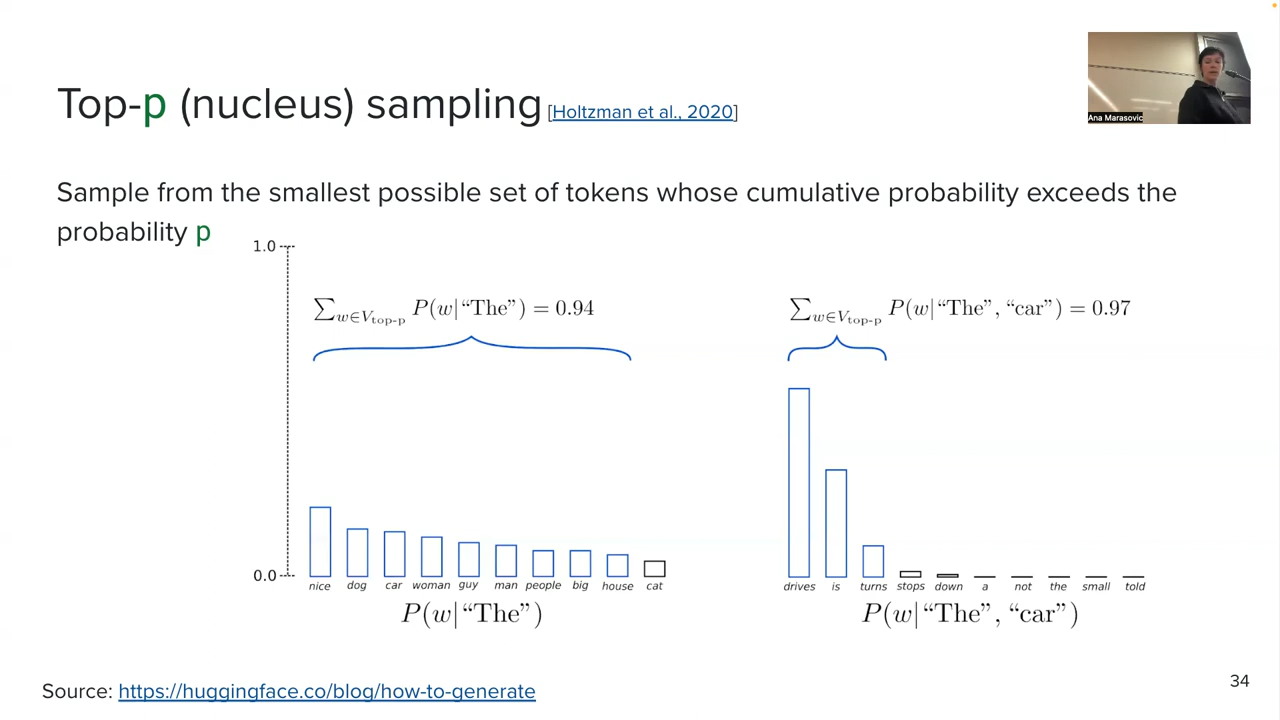 Top-p (nucleus) sampling [Holtzman et al., 2020]
Ana Marasovic
Sample from the smallest possible set of tokens whose cumulative probability exceeds the
probability p
1.0
∑w∈Vtop-p P(w|“The”) = 0.94
∑w∈Vtop-p P(w|“The”, “car”) = 0.97
0.0
nice dog car woman guy man people big house cat
drives is turns stops down a not the small told
P(w|“The”)
P(w|“The”, “car”)
Source: https://huggingface.co/blog/how-to-generate
34